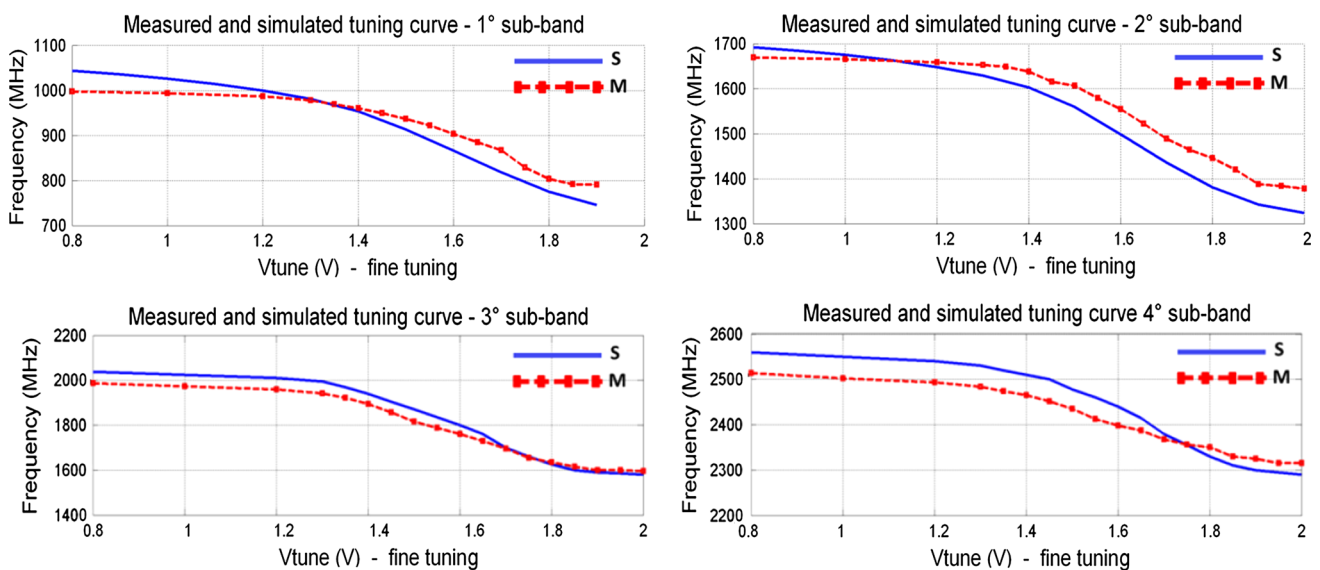 Measured and simulated tuning curve - 1° sub-band
Frequency (MHz)
1100
1000
900
800
700
0.8 1 1.2 1.4 1.6 1.8 2
Vtune (V) - fine tuning
S
M
Measured and simulated tuning curve - 2° sub-band
Frequency (MHz)
1700
1600
1500
1400
1300
0.8 1 1.2 1.4 1.6 1.8 2
Vtune (V) - fine tuning
S
M
Measured and simulated tuning curve - 3° sub-band
Frequency (MHz)
2200
2000
1800
1600
1400
0.8 1 1.2 1.4 1.6 1.8 2
Vtune (V) - fine tuning
S
M
Measured and simulated tuning curve 4° sub-band
Frequency (MHz)
2600
2500
2400
2300
2200
0.8 1 1.2 1.4 1.6 1.8 2
Vtune (V) - fine tuning
S
M